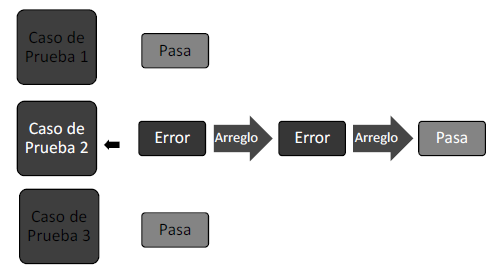 Caso de
Prueba 1
Pasa
Caso de
Prueba 2
Error
Arreglo
Error
Arreglo
Pasa
Caso de
Prueba 3
Pasa